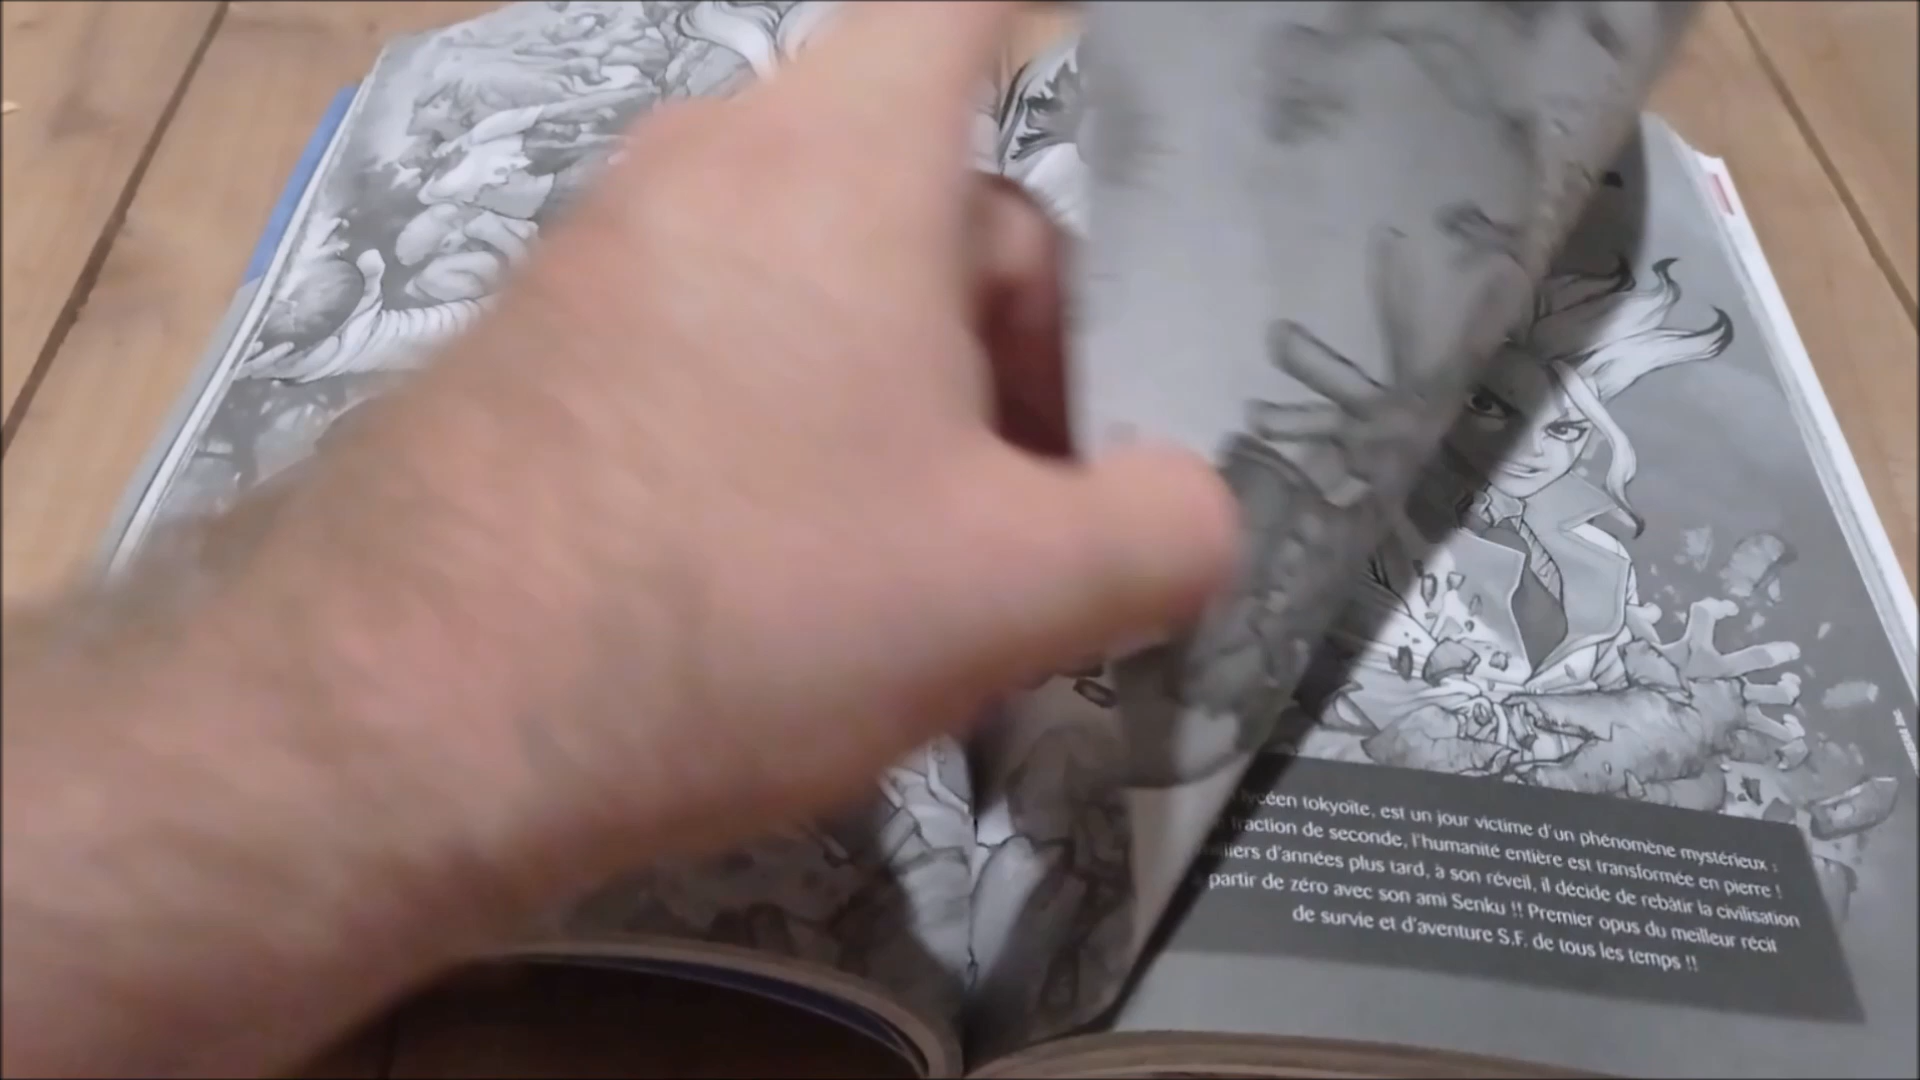 lycéen tokyoïte, est un jour victime d'un phénomène mystérieux :
fraction de seconde, l'humanité entière est transformée en pierre !
milliers d'années plus tard, à son réveil, il décide de rebâtir la civilisation
partir de zéro avec son ami Senku !! Premier opus du meilleur récit
de survie et d'aventure S.F. de tous les temps !!